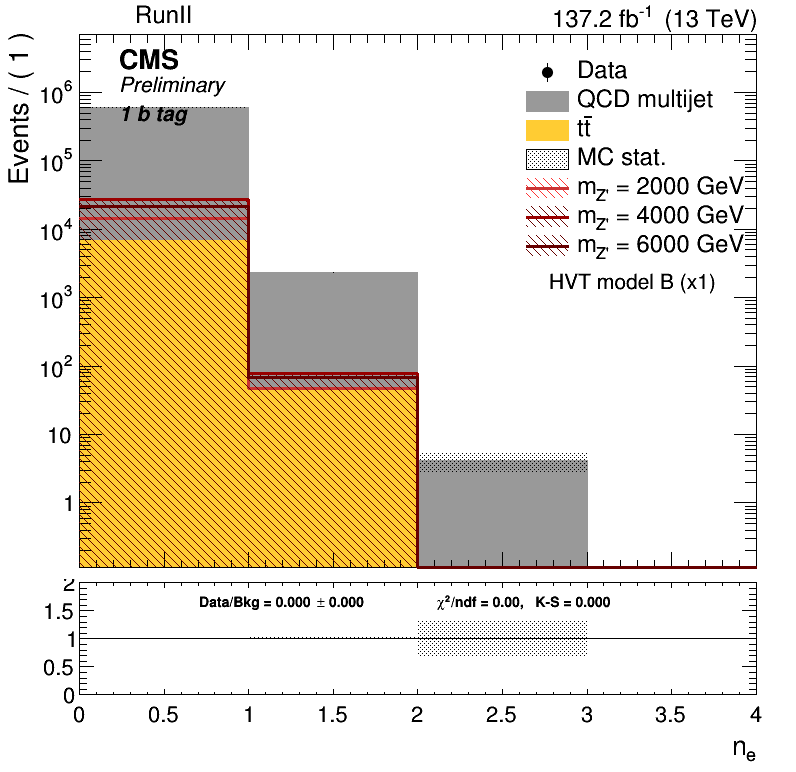 RunII 137.2 fb⁻¹ (13 TeV)
Events / ( 1 )
CMS
Preliminary
1 b tag
Data
QCD multijet
tt̄
MC stat.
m_Z' = 2000 GeV
m_Z' = 4000 GeV
m_Z' = 6000 GeV
HVT model B (x1)
10⁶
10⁵
10⁴
10³
10²
10
1
Data/Bkg = 0.000 ± 0.000 χ²/ndf = 0.00, K-S = 0.000
2
1.5
1
0.5
0
0 0.5 1 1.5 2 2.5 3 3.5 4
n_e